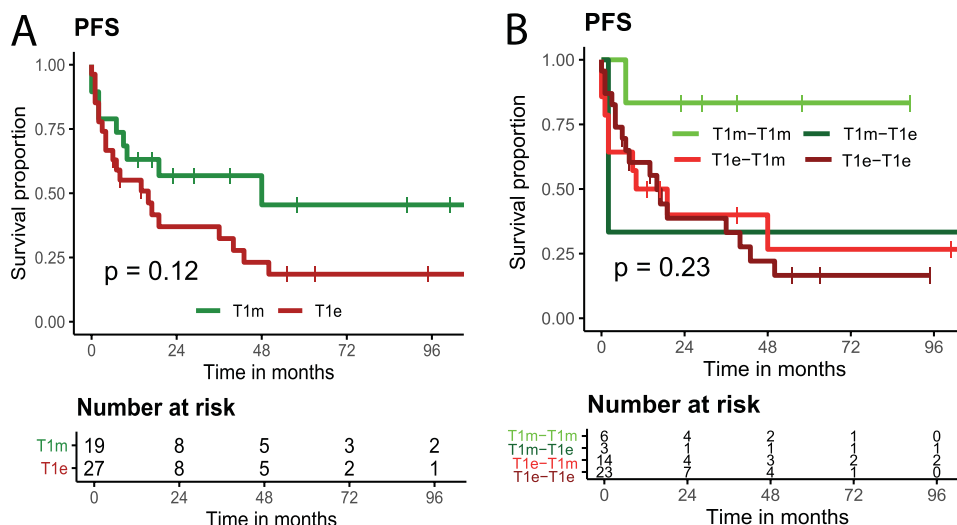 A
PFS
Survival proportion
1.00
0.75
0.50
0.25
0.00
p = 0.12
T1m T1e
0 24 48 72 96
Time in months
Number at risk
T1m 19 8 5 3 2
T1e 27 8 5 2 1
0 24 48 72 96
Time in months
B
PFS
Survival proportion
1.00
0.75
0.50
0.25
0.00
T1m−T1m T1m−T1e
T1e−T1m T1e−T1e
p = 0.23
0 24 48 72 96
Time in months
Number at risk
T1m−T1m 6 4 2 1 0
T1m−T1e 3 1 1 1 1
T1e−T1m 14 4 3 2 2
T1e−T1e 23 7 4 1 0
0 24 48 72 96
Time in months